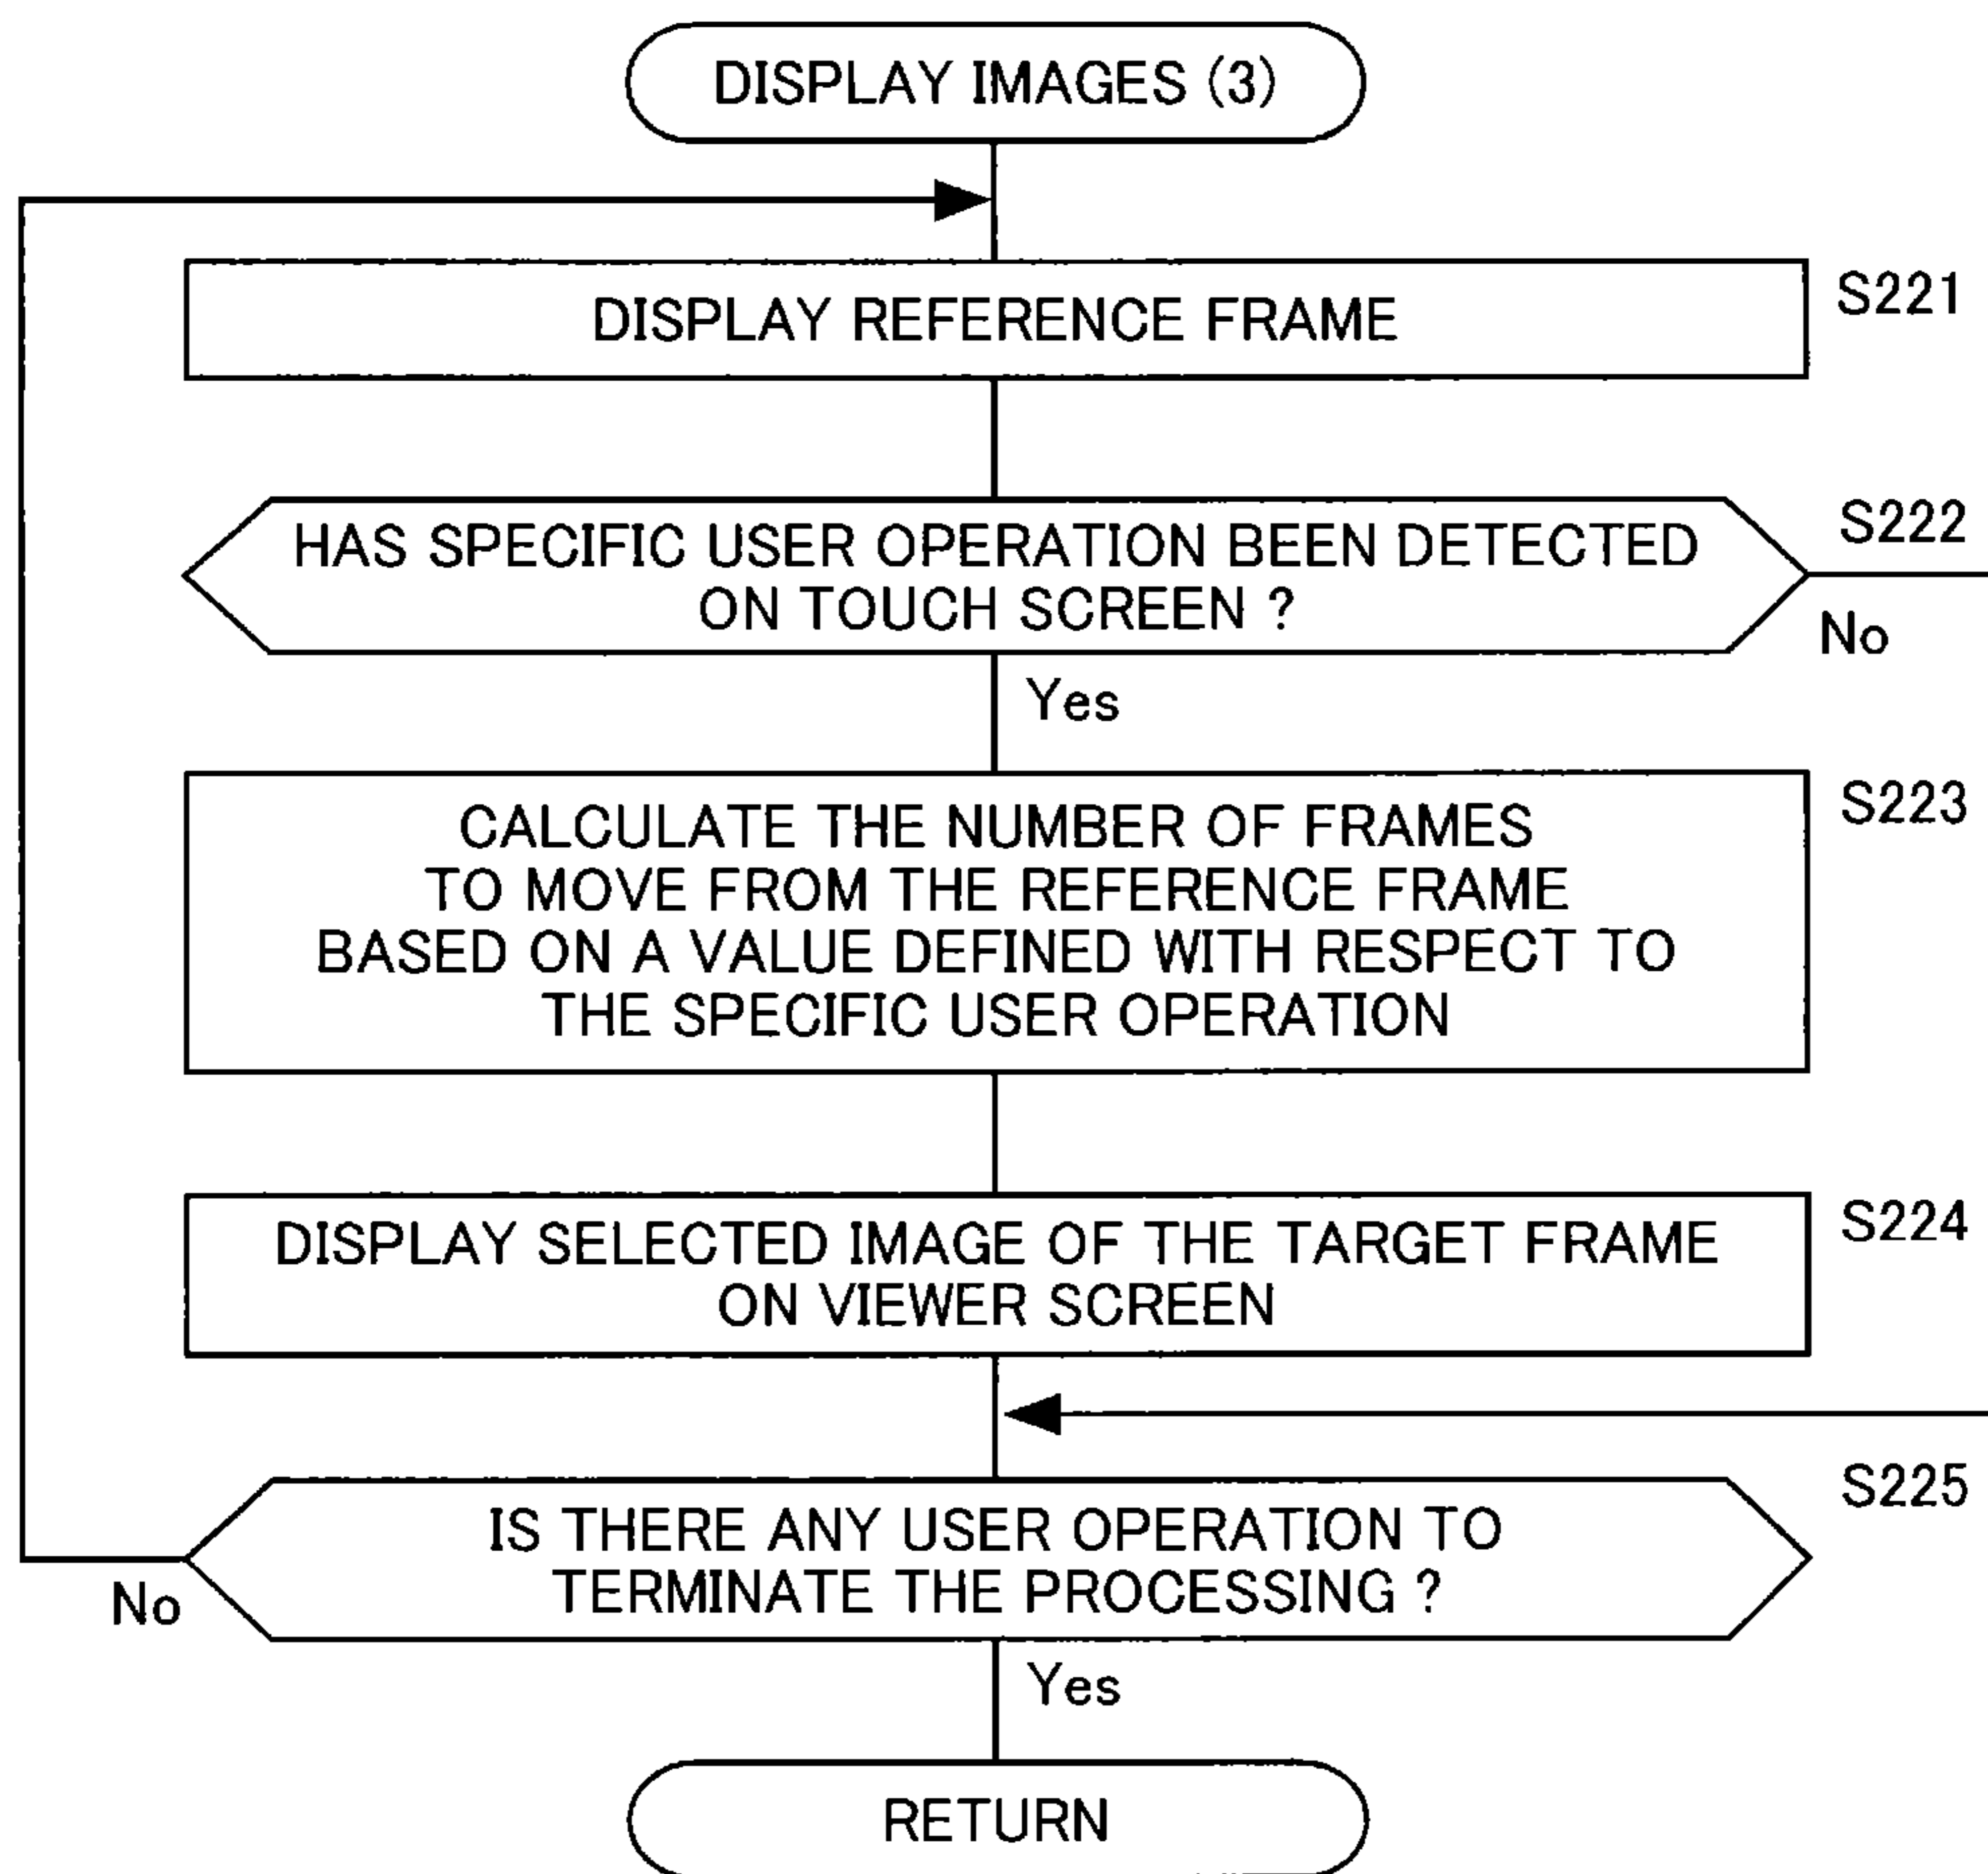 DISPLAY IMAGES (3)
DISPLAY REFERENCE FRAME
S221
HAS SPECIFIC USER OPERATION BEEN DETECTED
ON TOUCH SCREEN ?
S222
No
Yes
CALCULATE THE NUMBER OF FRAMES
TO MOVE FROM THE REFERENCE FRAME
BASED ON A VALUE DEFINED WITH RESPECT TO
THE SPECIFIC USER OPERATION
S223
DISPLAY SELECTED IMAGE OF THE TARGET FRAME
ON VIEWER SCREEN
S224
IS THERE ANY USER OPERATION TO
TERMINATE THE PROCESSING ?
S225
No
Yes
RETURN